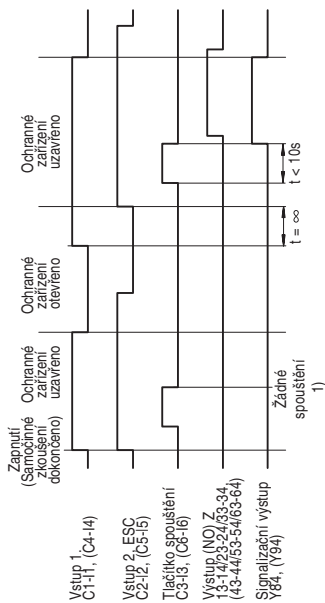 Zapnutí
(Samočinné
zkoušení
dokončeno)
Ochranné
zařízení
uzavřeno
Ochranné
zařízení
otevřeno
Ochranné
zařízení
uzavřeno
Vstup 1,
C1-I1, (C4-I4)
Vstup 2, ESC
C2-I2, (C5-I5)
Tlačítko spouštění
C3-I3, (C6-I6)
Výstup (NO) Z
13-14/23-24/33-34,
(43-44/53-54/63-64)
Signalizační výstup
Y84, (Y94)
Žádné
spouštění
1)
t = ∞
t < 10s